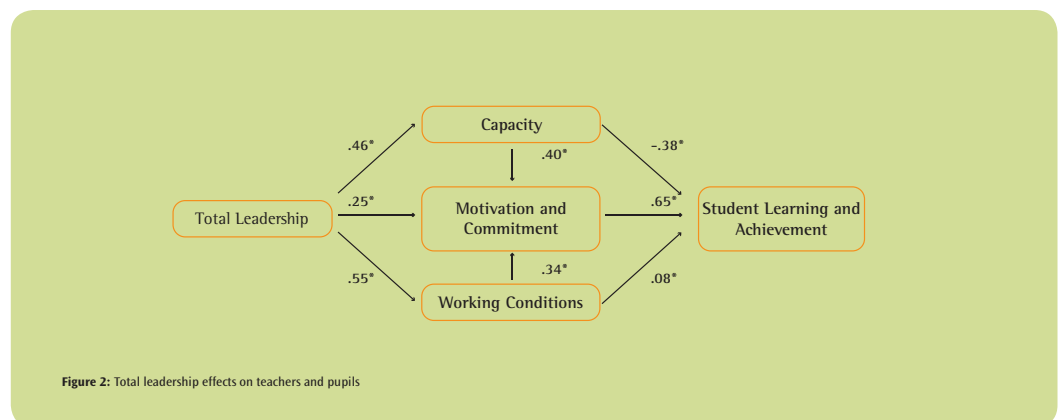 Capacity
.46*
-.38*
.40*
.25*
.65*
Total Leadership
Motivation and
Commitment
Student Learning and
Achievement
.55*
.34*
.08*
Working Conditions
Figure 2: Total leadership effects on teachers and pupils